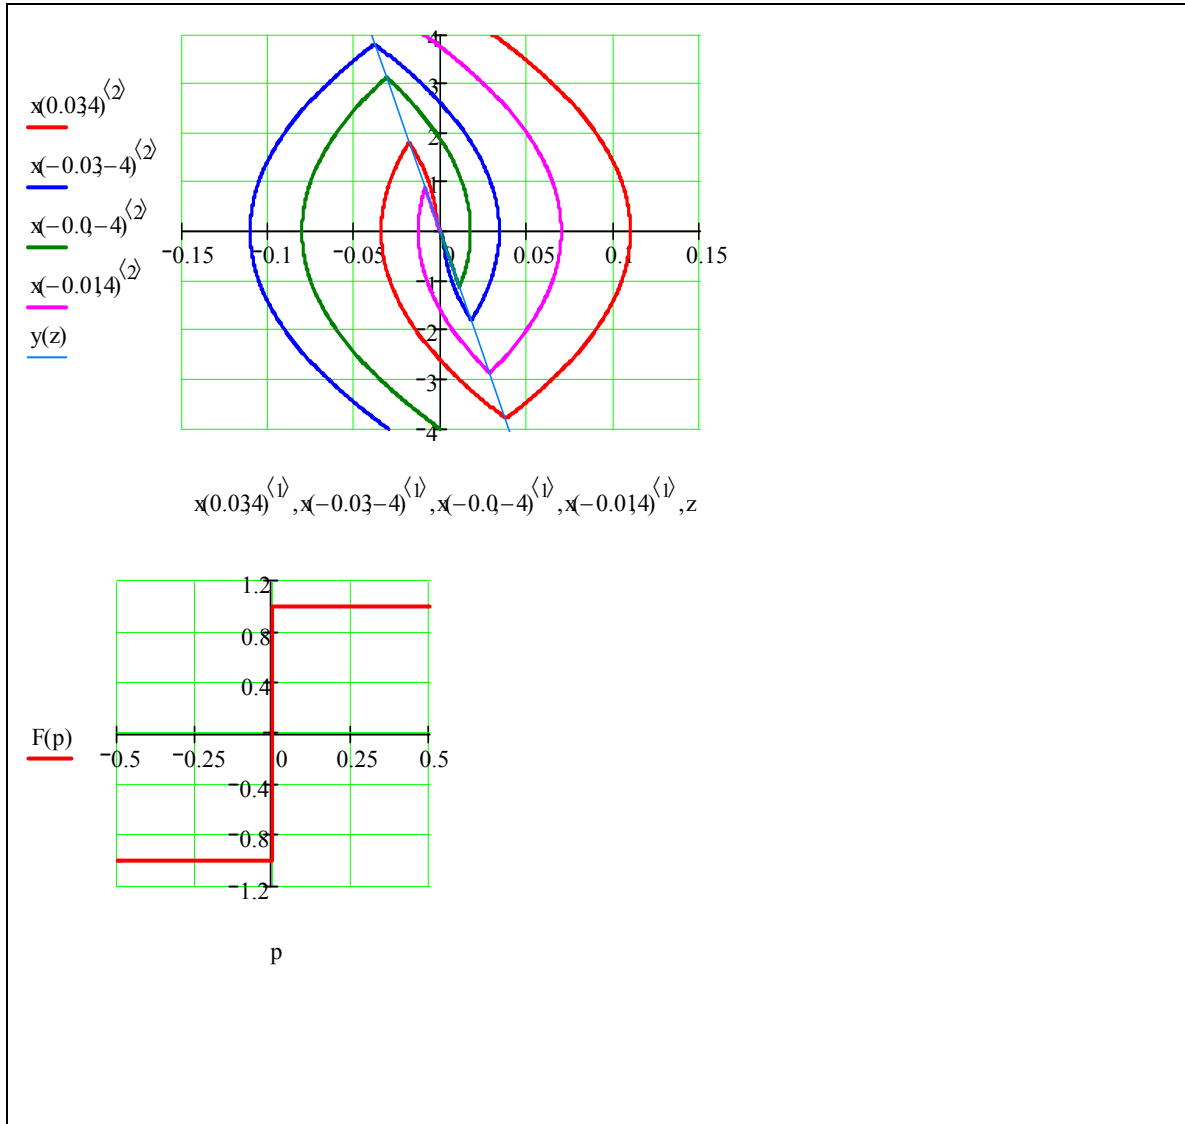 4
3
2
1
-0.15 -0.1 -0.05 0 0.05 0.1 0.15
-1
-2
-3
-4
x(0.03,4)⟨2⟩
x(-0.03,-4)⟨2⟩
x(-0.0,-4)⟨2⟩
x(-0.01,4)⟨2⟩
y(z)
x(0.03,4)⟨1⟩,x(-0.03,-4)⟨1⟩,x(-0.0,-4)⟨1⟩,x(-0.01,4)⟨1⟩,z
1.2
0.8
0.4
F(p)
-0.5 -0.25 0 0.25 0.5
-0.4
-0.8
-1.2
p